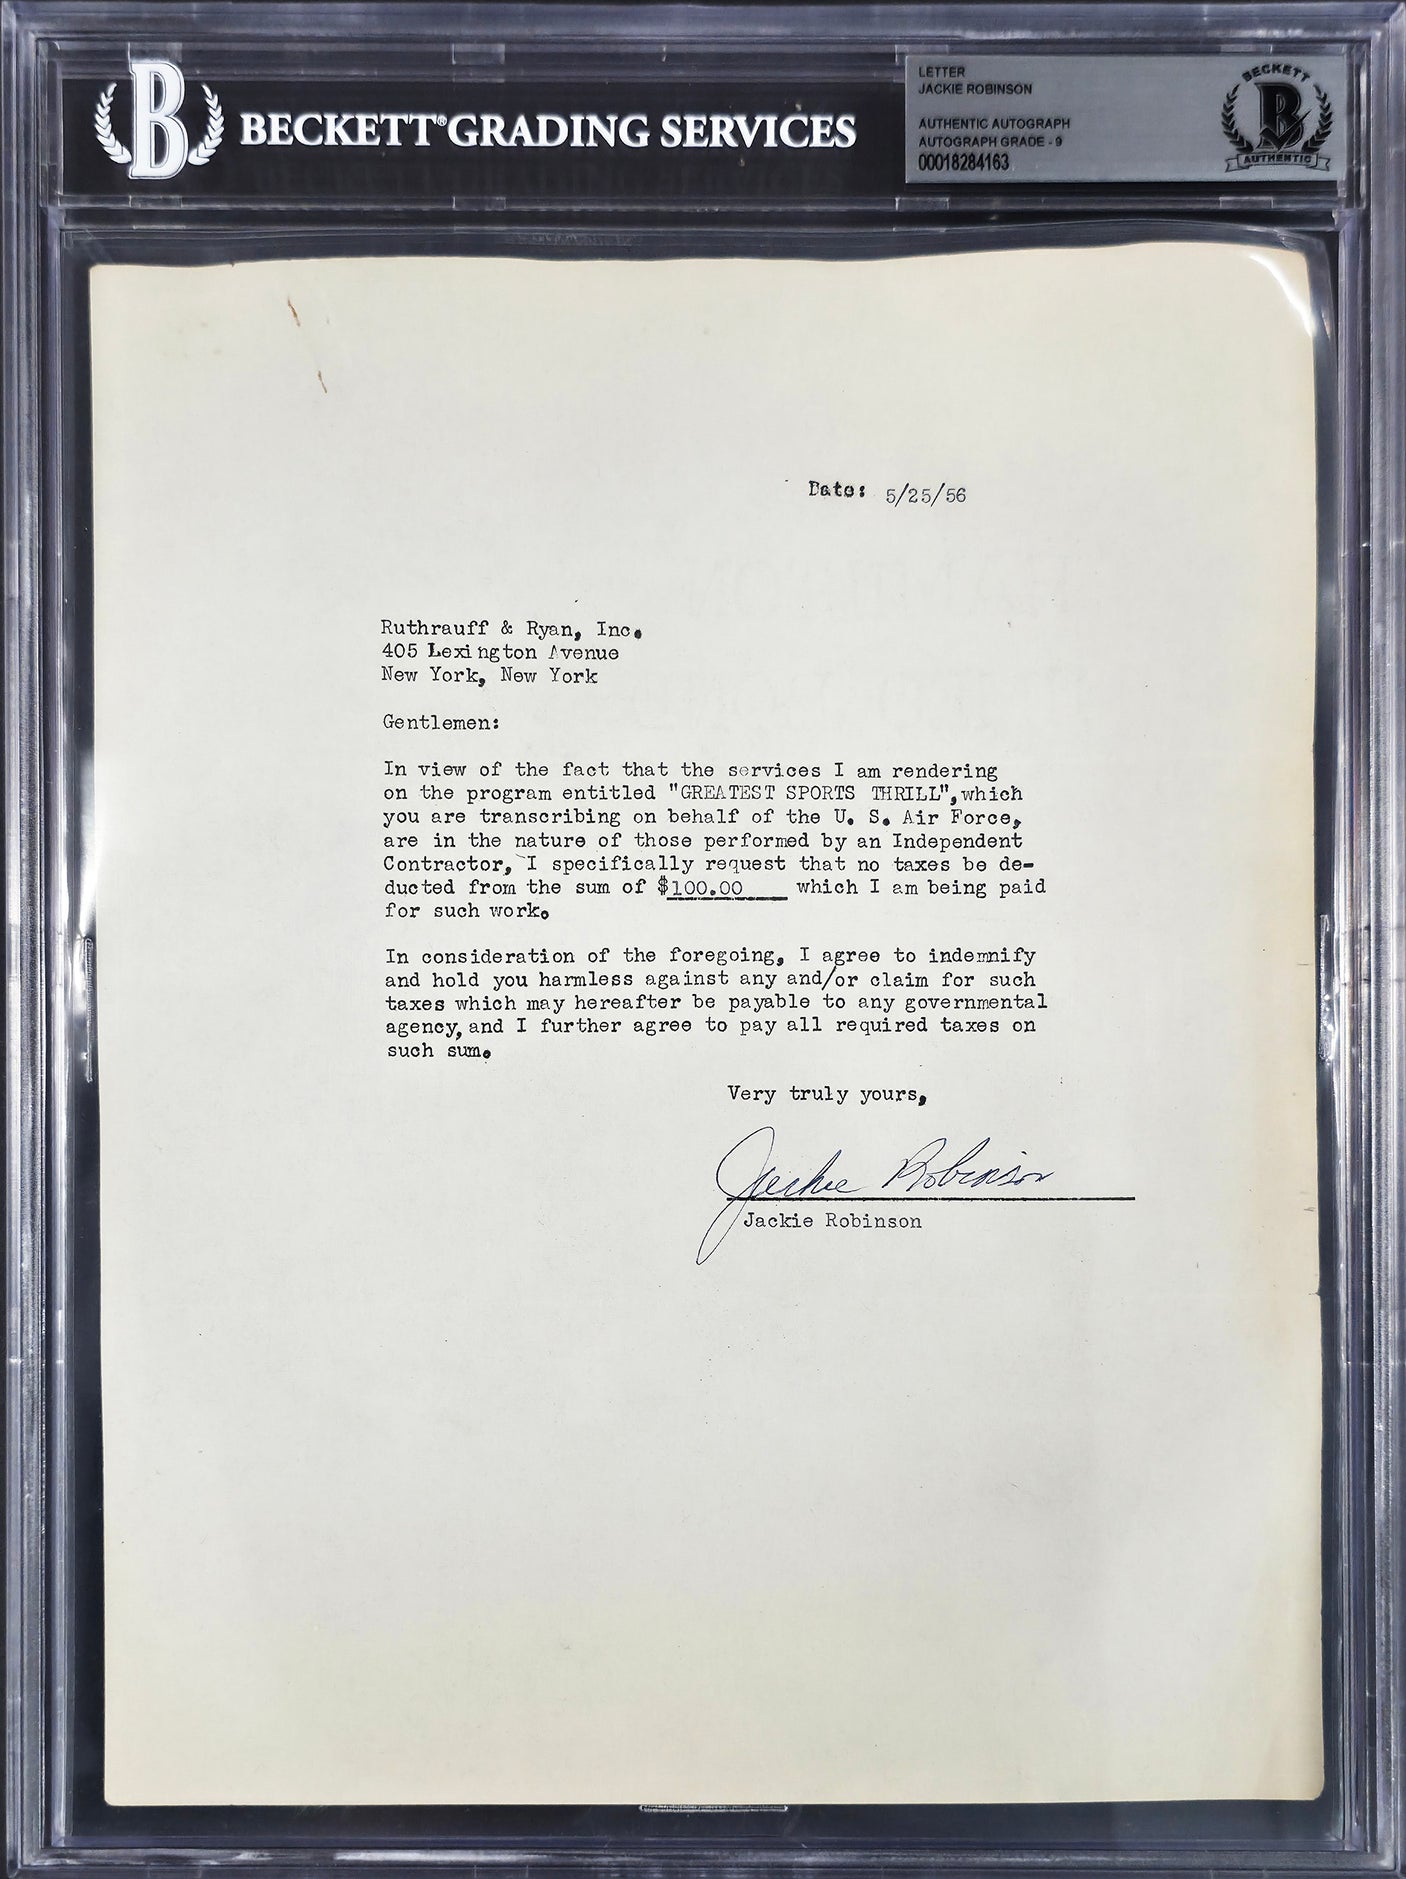 B BECKETT® GRADING SERVICES
LETTER
JACKIE ROBINSON
AUTHENTIC AUTOGRAPH
AUTOGRAPH GRADE - 9
00018284163
BECKETT
B
AUTHENTIC
Date: 5/25/56
Ruthrauff & Ryan, Inc.
405 Lexington Avenue
New York, New York
Gentlemen:
In view of the fact that the services I am rendering
on the program entitled "GREATEST SPORTS THRILL", which
you are transcribing on behalf of the U. S. Air Force,
are in the nature of those performed by an Independent
Contractor, I specifically request that no taxes be de-
ducted from the sum of $100.00 which I am being paid
for such work.
In consideration of the foregoing, I agree to indemnify
and hold you harmless against any and/or claim for such
taxes which may hereafter be payable to any governmental
agency, and I further agree to pay all required taxes on
such sum.
Very truly yours,
Jackie Robinson
Jackie Robinson